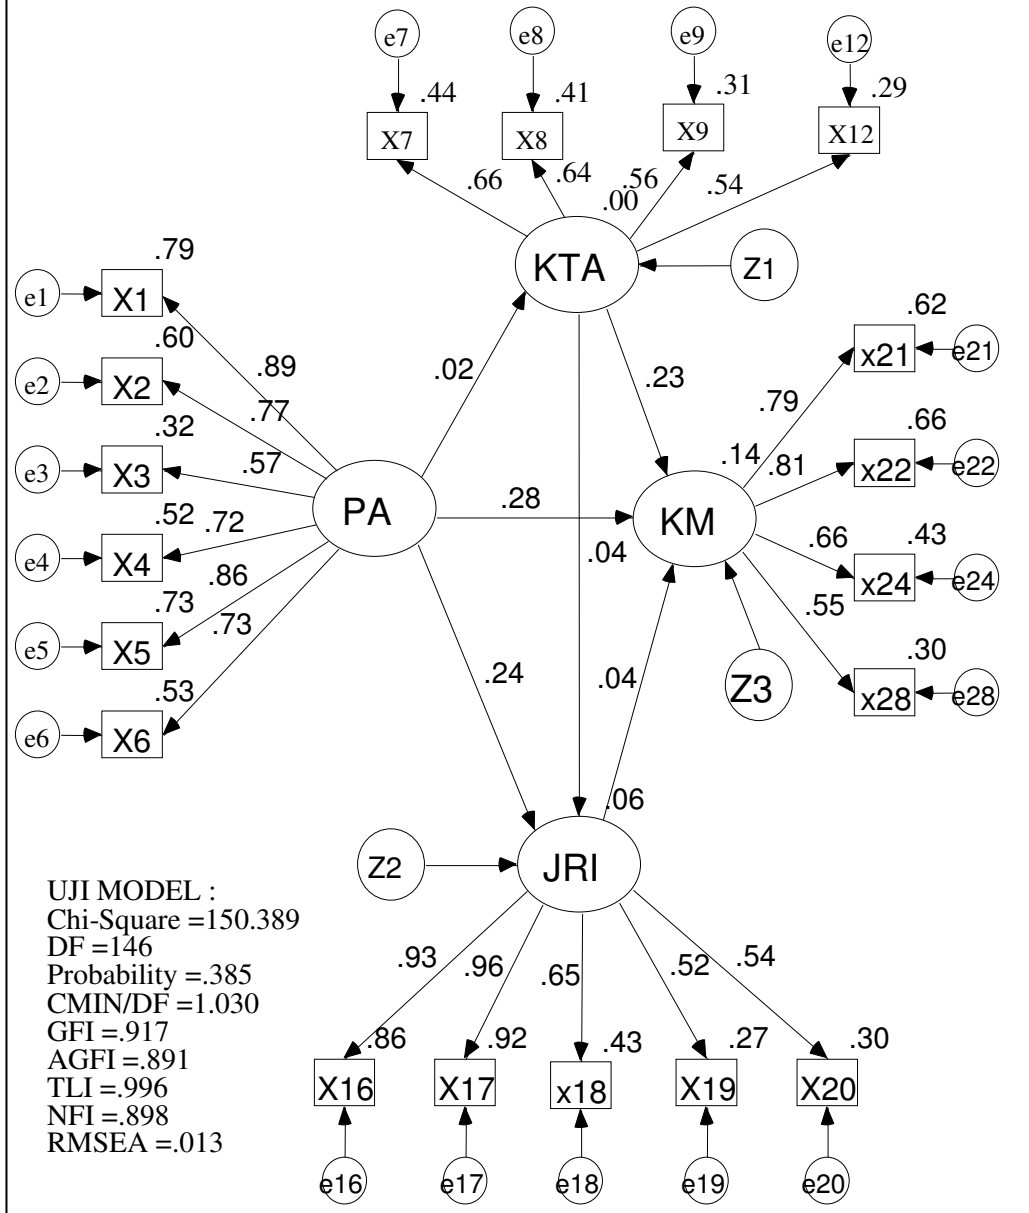 e7 e8 e9 e12
.44 .41 .31 .29
X7 X8 X9 X12
.66 .64 .56 .54
.00
KTA Z1
.79
e1 X1
.60
e2 X2 .89
.77
.32
e3 X3 .57
.52 .72
e4 X4
.86
.73
e5 X5 .73
.53
e6 X6
PA
.02
.28
.24
.23
.04
.04
.14
KM
Z3
.62
.79 x21 e21
.66
.81 x22 e22
.43
.66 x24 e24
.55
.30
x28 e28
.06
Z2 JRI
UJI MODEL :
Chi-Square =150.389
DF =146
Probability =.385
CMIN/DF =1.030
GFI =.917
AGFI =.891
TLI =.996
NFI =.898
RMSEA =.013
.93 .96 .65 .52 .54
.86 .92 .43 .27 .30
X16 X17 x18 X19 X20
e16 e17 e18 e19 e20